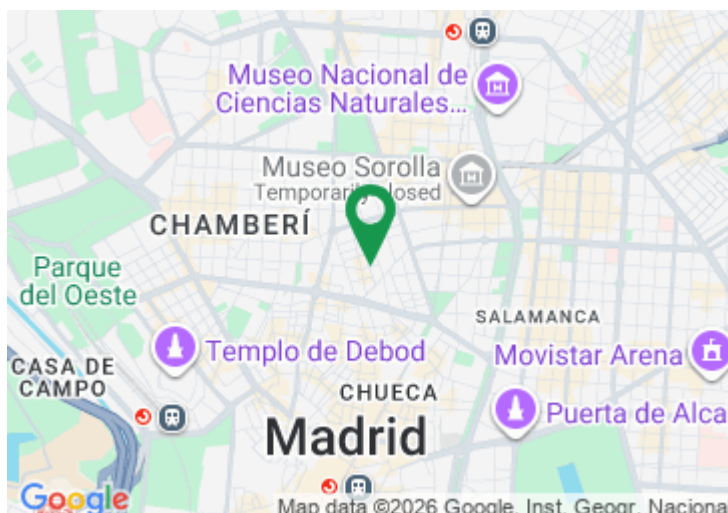 Museo Nacional de
Ciencias Naturales...
Museo Sorolla
Temporarily closed
CHAMBERÍ
Parque
del Oeste
SALAMANCA
Templo de Debod
Movistar Arena
CASA DE
CAMPO
CHUECA
Puerta de Alca
Madrid
Google
Map data ©2026 Google, Inst. Geogr. Naciona